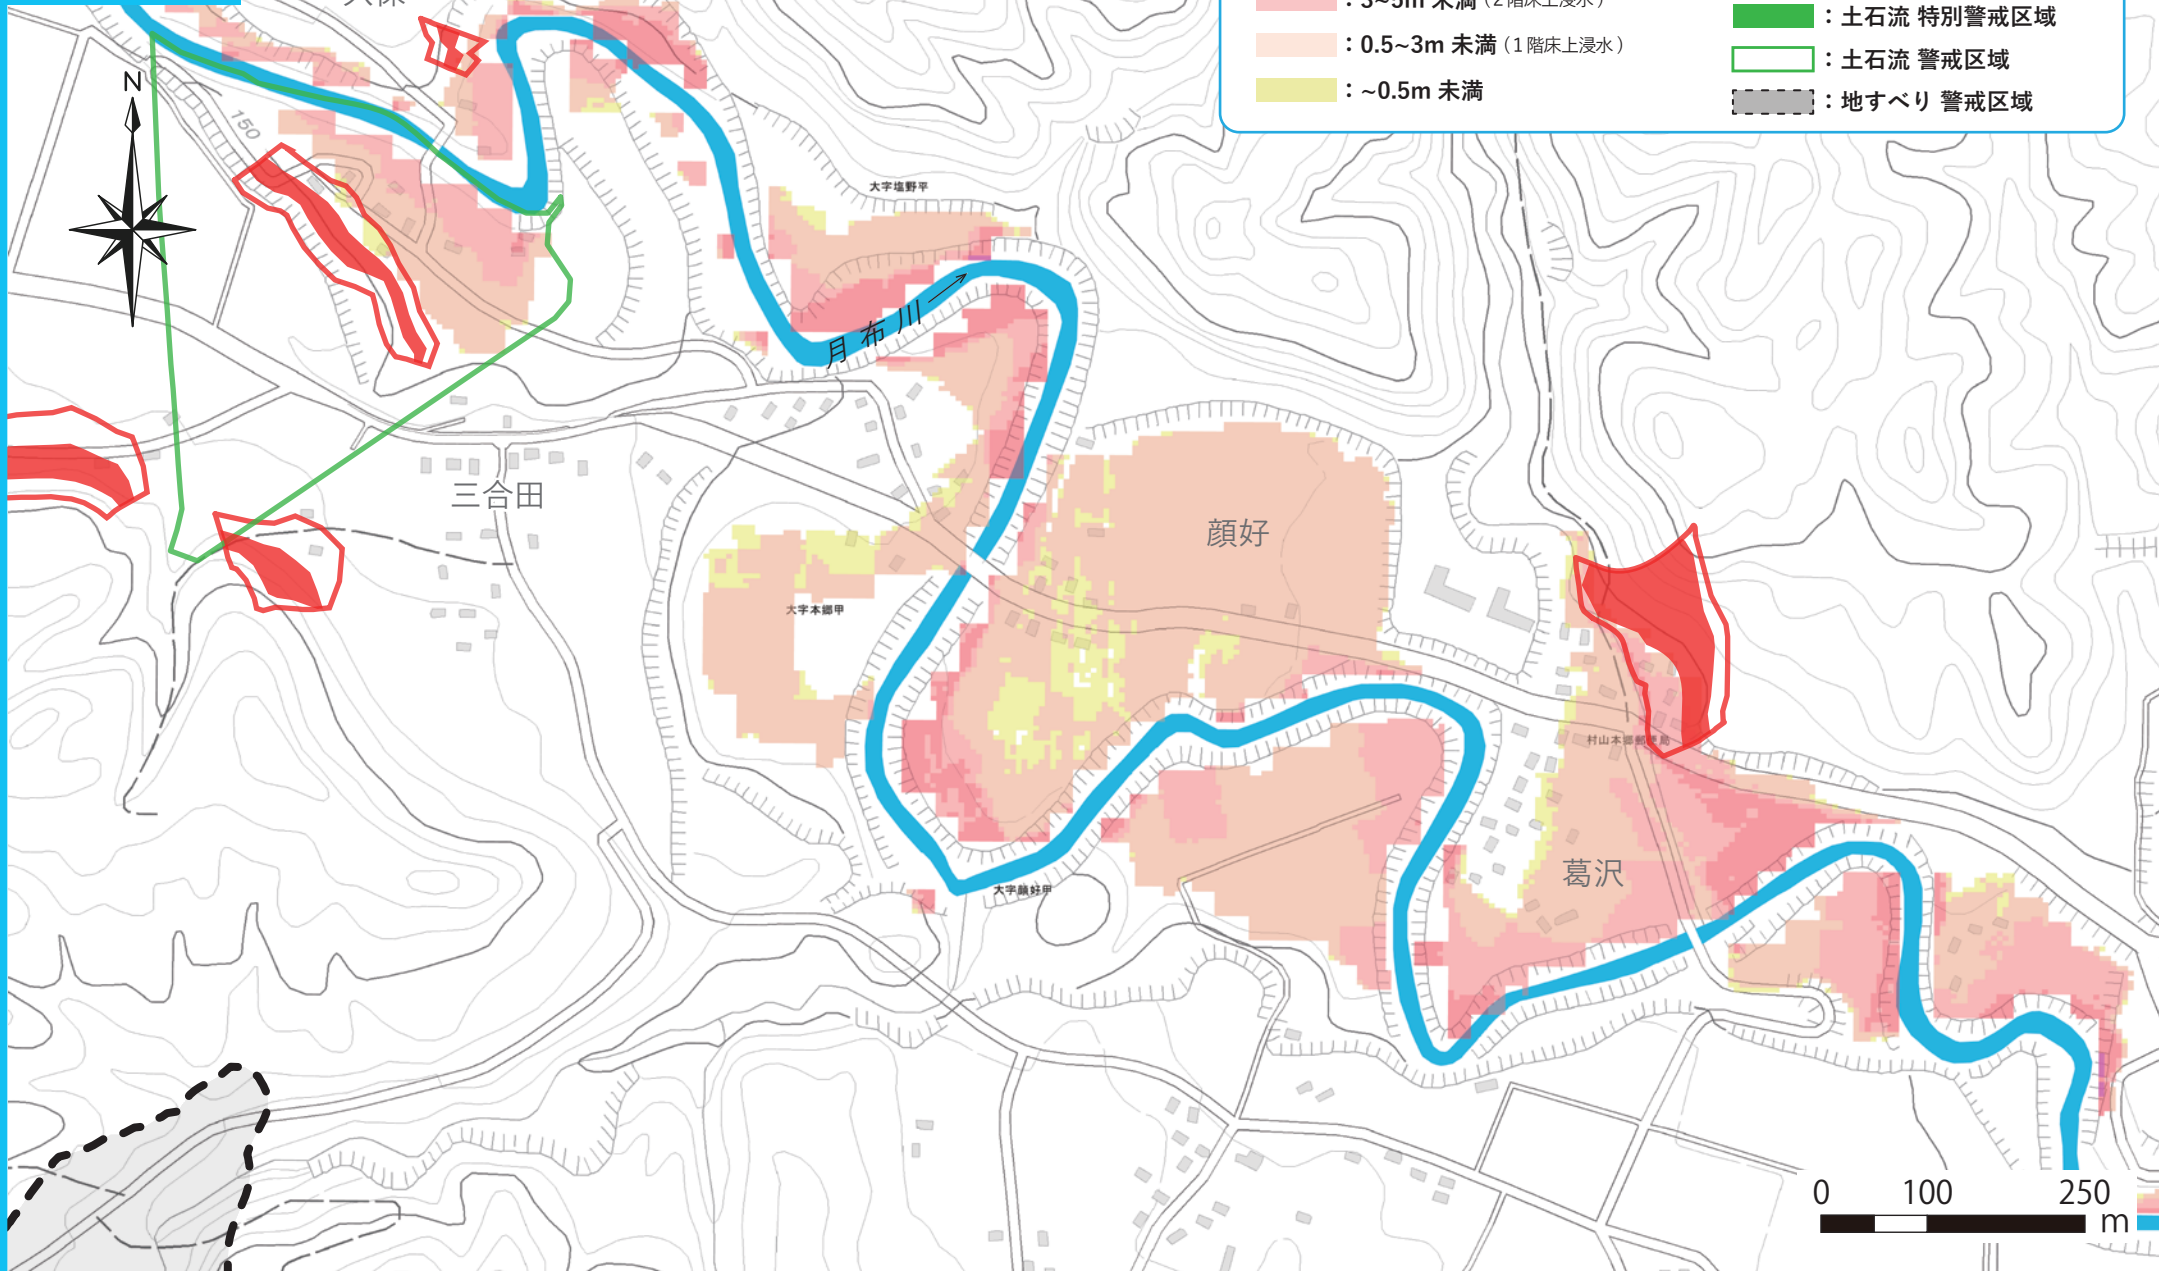 ：3~5m 未満（2階床上浸水）
：0.5~3m 未満（1階床上浸水）
：~0.5m 未満
：土石流 特別警戒区域
：土石流 警戒区域
：地すべり 警戒区域
N
150
大字塩野平
月布川
三合田
顔好
大字本郷甲
村山本郷郵便局
葛沢
大字顔好甲
0 100 250
m